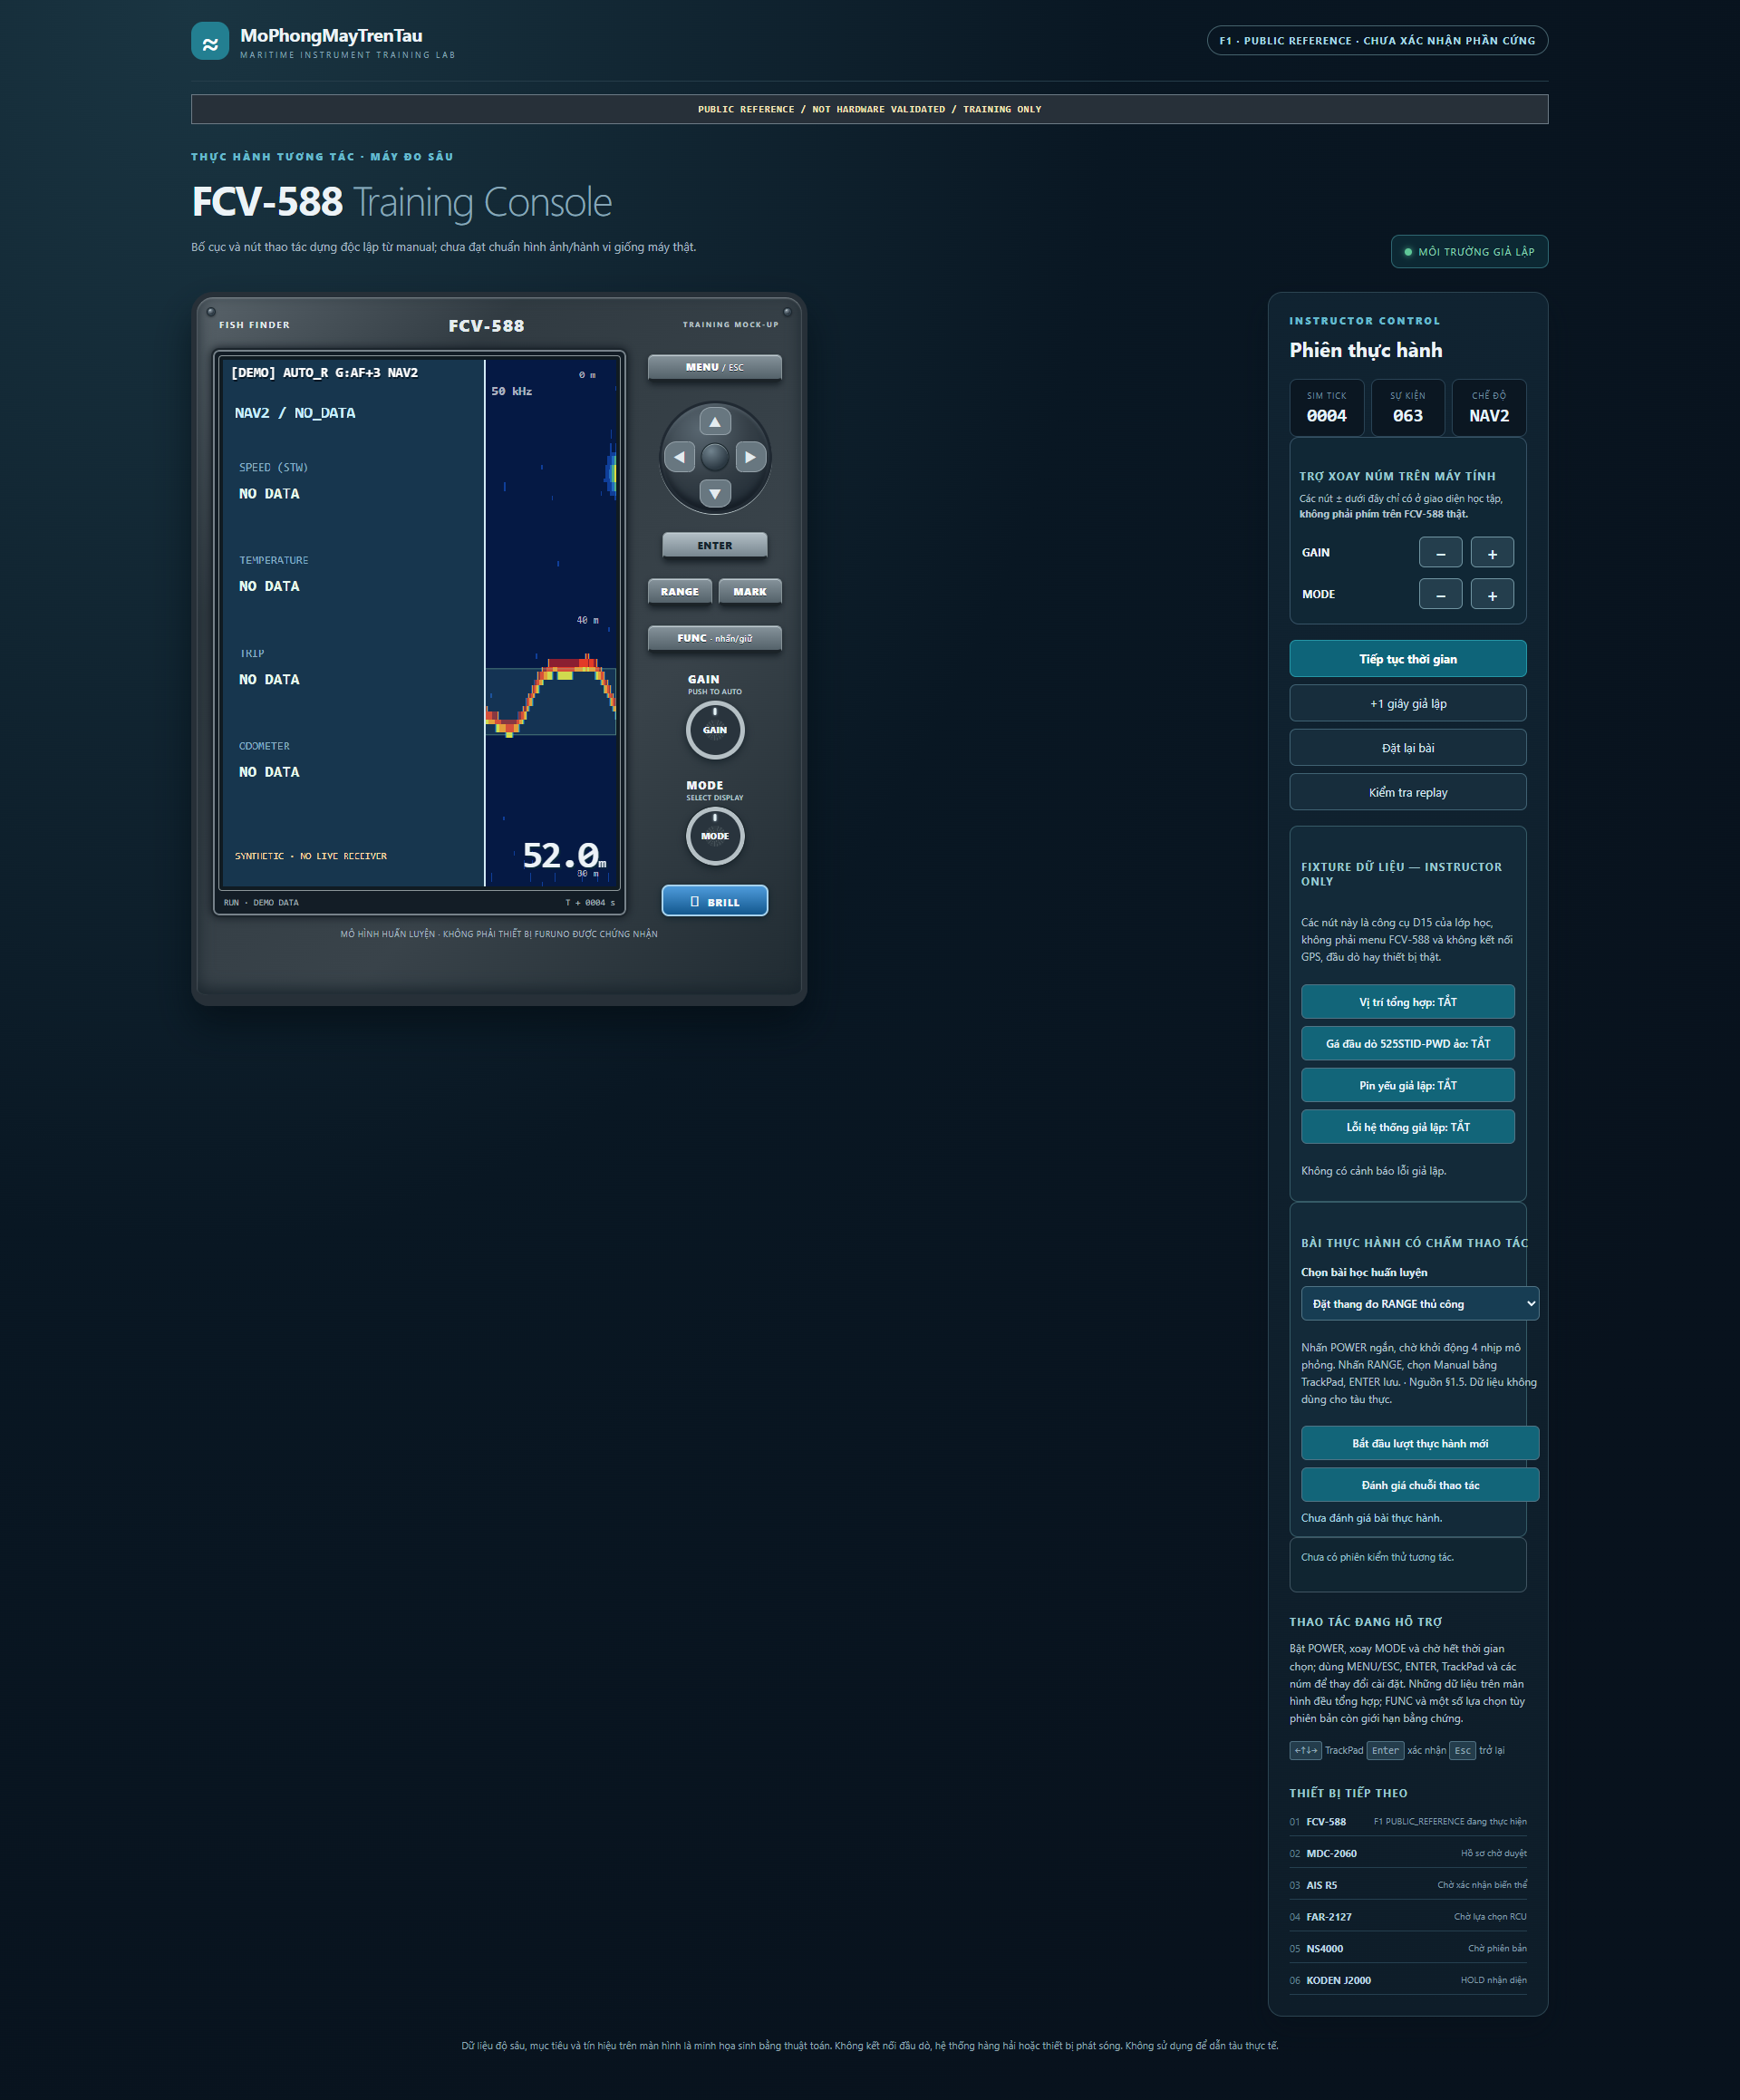 ≈
MoPhongMayTrenTau
MARITIME INSTRUMENT TRAINING LAB
F1 · PUBLIC REFERENCE · CHƯA XÁC NHẬN PHẦN CỨNG
PUBLIC REFERENCE / NOT HARDWARE VALIDATED / TRAINING ONLY
THỰC HÀNH TƯƠNG TÁC · MÁY ĐO SÂU
FCV-588 Training Console
Bố cục và nút thao tác dựng độc lập từ manual; chưa đạt chuẩn hình ảnh/hành vi giống máy thật.
MÔI TRƯỜNG GIẢ LẬP
FISH FINDER
FCV-588
TRAINING MOCK-UP
[DEMO] AUTO_R G:AF+3 NAV2
0 m
50 kHz
NAV2 / NO_DATA
SPEED (STW)
NO DATA
TEMPERATURE
NO DATA
40 m
TRIP
NO DATA
ODOMETER
NO DATA
SYNTHETIC · NO LIVE RECEIVER
52.0m
80 m
RUN · DEMO DATA
T + 0004 s
MENU / ESC
▲
◀ ▶
▼
ENTER
RANGE
MARK
FUNC · nhấn/giữ
GAIN
PUSH TO AUTO
GAIN
MODE
SELECT DISPLAY
MODE
BRILL
MÔ HÌNH HUẤN LUYỆN · KHÔNG PHẢI THIẾT BỊ FURUNO ĐƯỢC CHỨNG NHẬN
INSTRUCTOR CONTROL
Phiên thực hành
SIM TICK
0004
SỰ KIỆN
063
CHẾ ĐỘ
NAV2
TRỢ XOAY NÚM TRÊN MÁY TÍNH
Các nút ± dưới đây chỉ có ở giao diện học tập,
không phải phím trên FCV-588 thật.
GAIN − +
MODE − +
Tiếp tục thời gian
+1 giây giả lập
Đặt lại bài
Kiểm tra replay
FIXTURE DỮ LIỆU — INSTRUCTOR
ONLY
Các nút này là công cụ D15 của lớp học,
không phải menu FCV-588 và không kết nối
GPS, đầu dò hay thiết bị thật.
Vị trí tổng hợp: TẮT
Gá đầu dò 525STID-PWD ảo: TẮT
Pin yếu giả lập: TẮT
Lỗi hệ thống giả lập: TẮT
Không có cảnh báo lỗi giả lập.
BÀI THỰC HÀNH CÓ CHẤM THAO TÁC
Chọn bài học huấn luyện
Đặt thang đo RANGE thủ công
Nhấn POWER ngắn, chờ khởi động 4 nhịp mô
phỏng. Nhấn RANGE, chọn Manual bằng
TrackPad, ENTER lưu. · Nguồn §1.5. Dữ liệu không
dùng cho tàu thực.
Bắt đầu lượt thực hành mới
Đánh giá chuỗi thao tác
Chưa đánh giá bài thực hành.
Chưa có phiên kiểm thử tương tác.
THAO TÁC ĐANG HỖ TRỢ
Bật POWER, xoay MODE và chờ hết thời gian
chọn; dùng MENU/ESC, ENTER, TrackPad và các
núm để thay đổi cài đặt. Những dữ liệu trên màn
hình đều tổng hợp; FUNC và một số lựa chọn tùy
phiên bản còn giới hạn bằng chứng.
←↑↓→ TrackPad Enter xác nhận Esc trở lại
THIẾT BỊ TIẾP THEO
01 FCV-588 F1 PUBLIC_REFERENCE đang thực hiện
02 MDC-2060 Hồ sơ chờ duyệt
03 AIS R5 Chờ xác nhận biến thể
04 FAR-2127 Chờ lựa chọn RCU
05 NS4000 Chờ phiên bản
06 KODEN J2000 HOLD nhận diện
Dữ liệu độ sâu, mục tiêu và tín hiệu trên màn hình là minh họa sinh bằng thuật toán. Không kết nối đầu dò, hệ thống hàng hải hoặc thiết bị phát sóng. Không sử dụng để dẫn tàu thực tế.